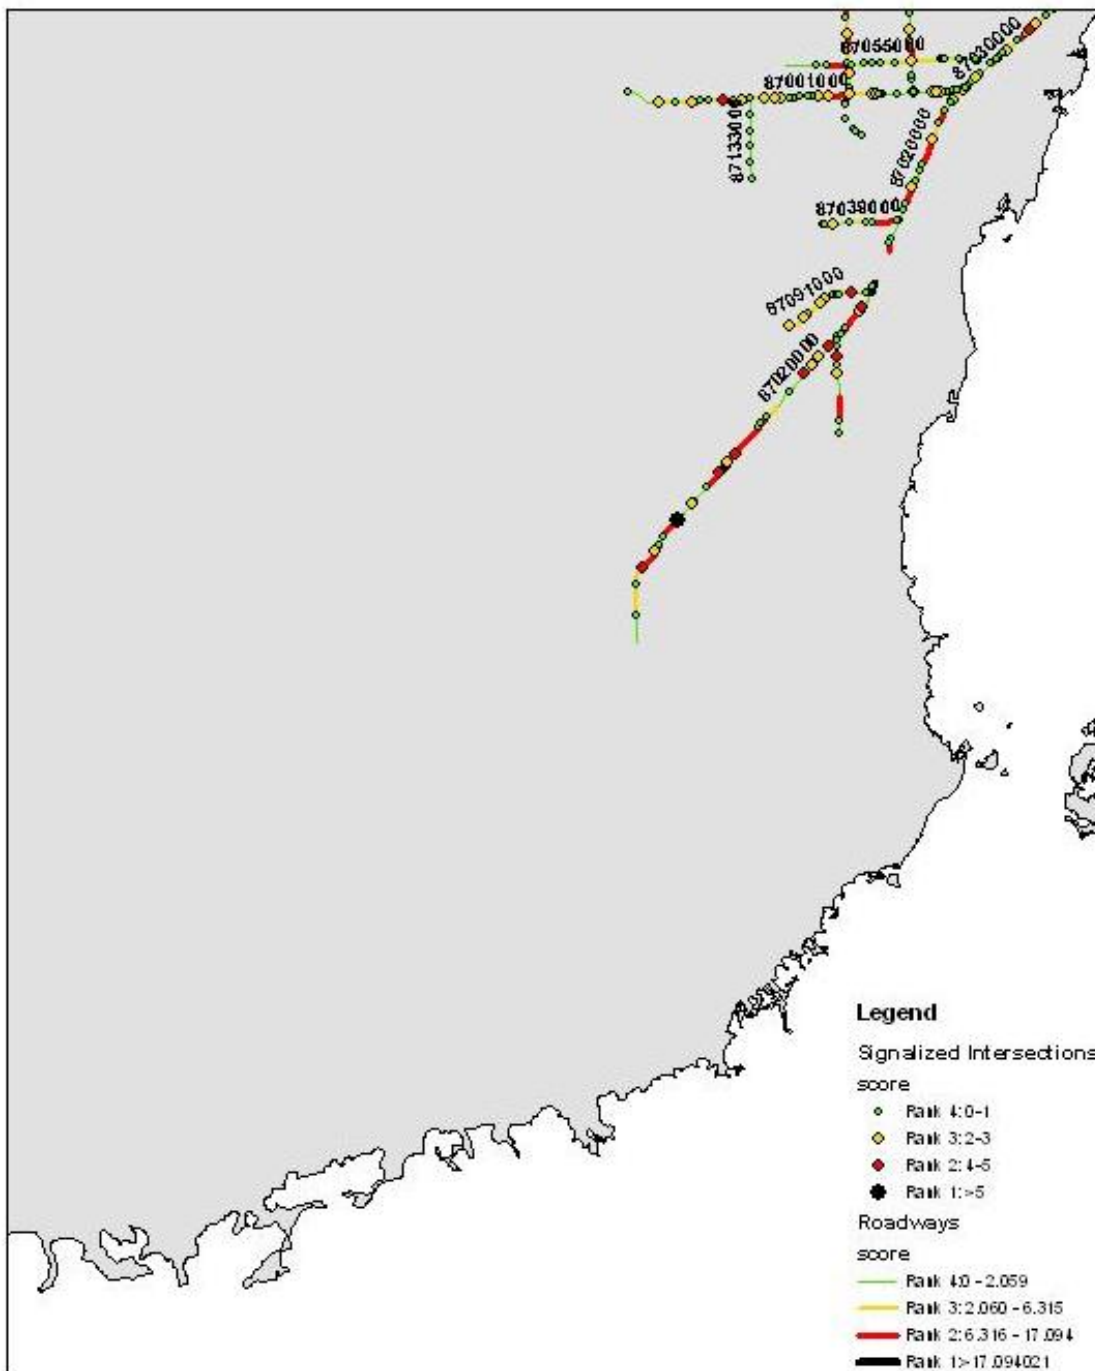 87055000
87030000
87001000
87133000
87020000
87039000
87091000
87020000
Legend
Signalized Intersections
score
Rank 4:0-1
Rank 3:2-3
Rank 2:4-5
Rank 1:>5
Roadways
score
Rank 4:0 - 2.059
Rank 3:2.060 - 6.315
Rank 2:6.316 - 17.094
Rank 1>17.094021